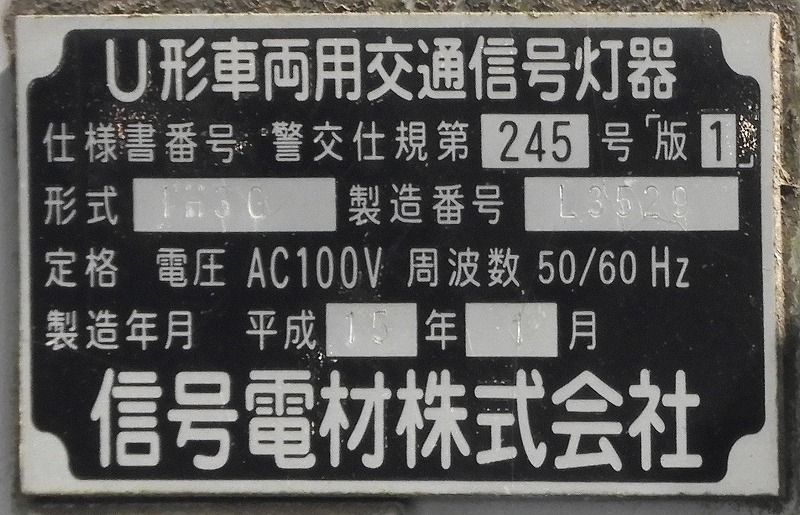 U形車両用交通信号灯器
仕様書番号 警交仕規第 245 号「版1」
形式 製造番号 L3529
定格 電圧 AC100V 周波数 50/60 Hz
製造年月 平成 15 年 1 月
信号電材株式会社